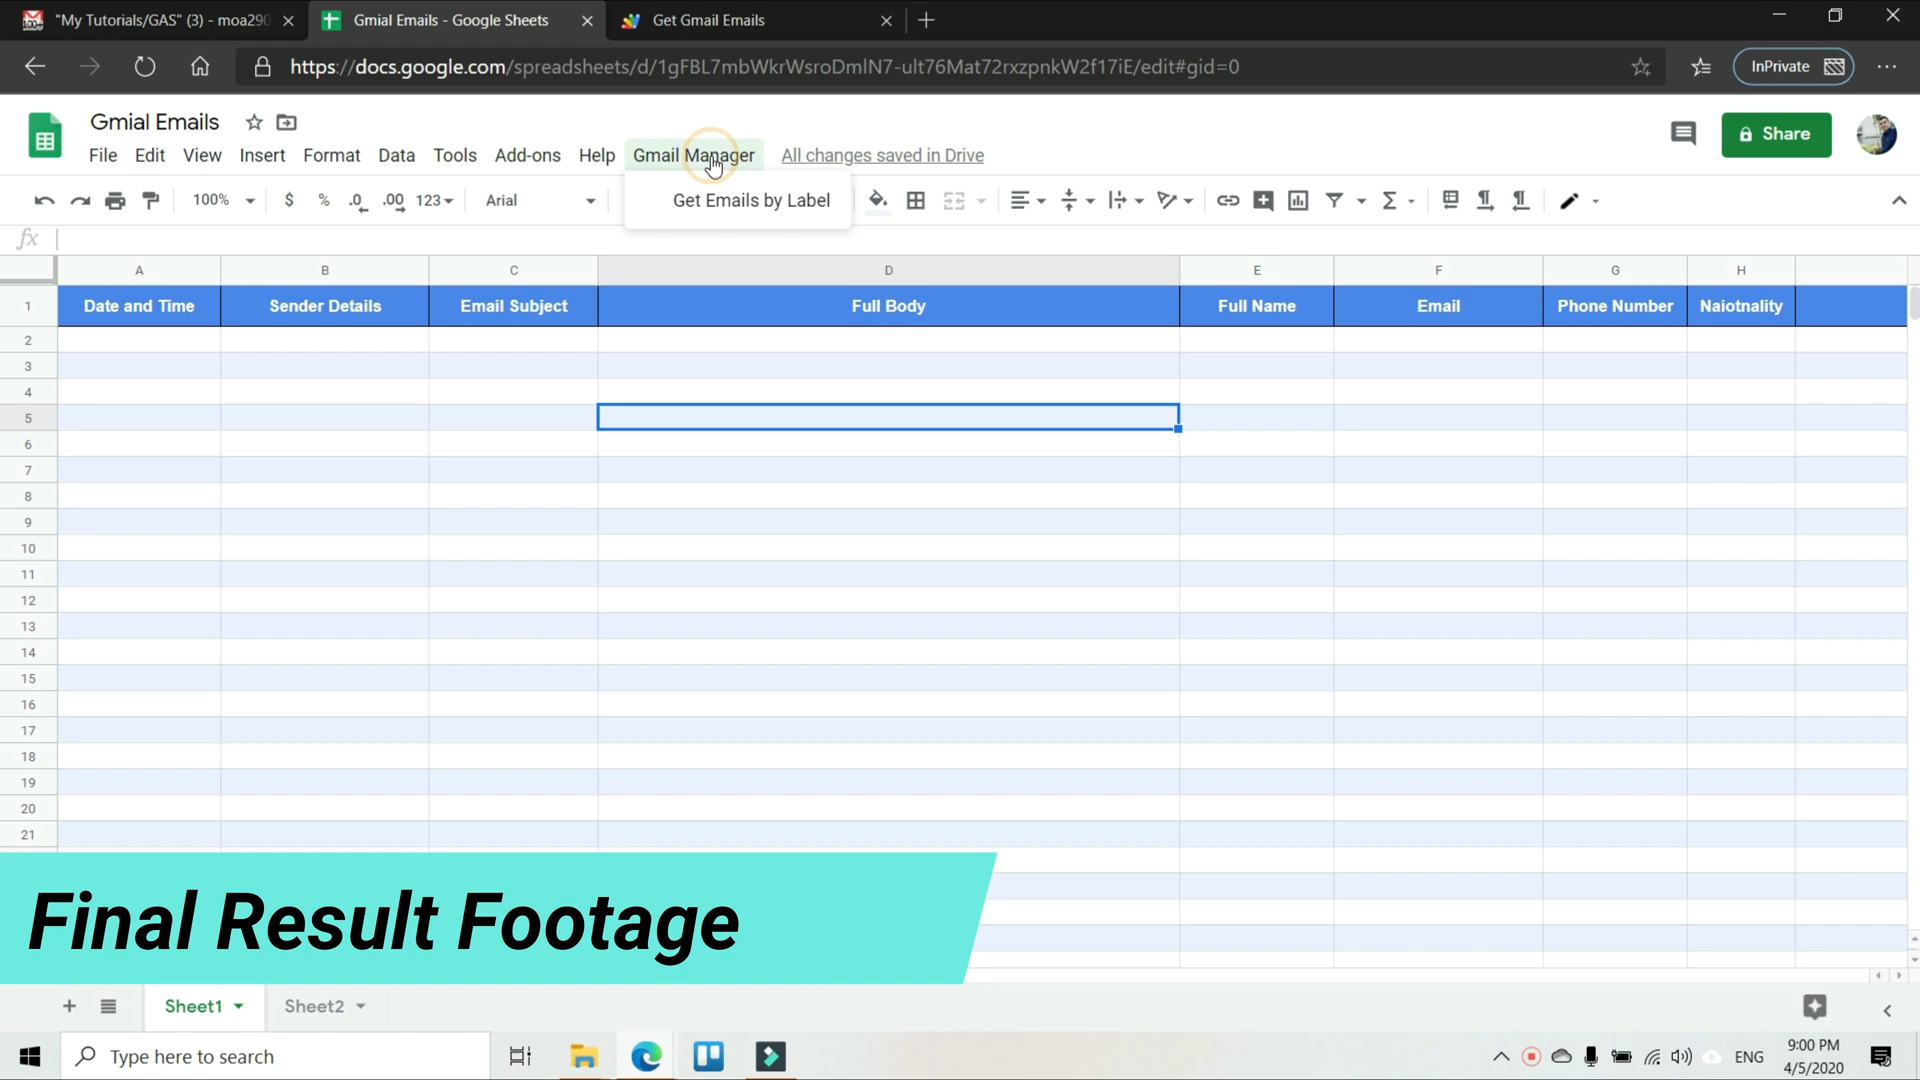 "My Tutorials/GAS" (3) - moa290
Gmial Emails - Google Sheets
Get Gmail Emails
https://docs.google.com/spreadsheets/d/1gFBL7mbWkrWsroDmlN7-ult76Mat72rxzpnkW2f17iE/edit#gid=0
InPrivate
Gmial Emails
Share
File Edit View Insert Format Data Tools Add-ons Help Gmail Manager All changes saved in Drive
100% $ % .0 .00 123 Arial
Get Emails by Label
fx
A B C D E F G H
1 Date and Time Sender Details Email Subject Full Body Full Name Email Phone Number Naiotnality
2
3
4
5
6
7
8
9
10
11
12
13
14
15
16
17
18
19
20
21
Final Result Footage
Sheet1 Sheet2
Type here to search
ENG
9:00 PM
4/5/2020